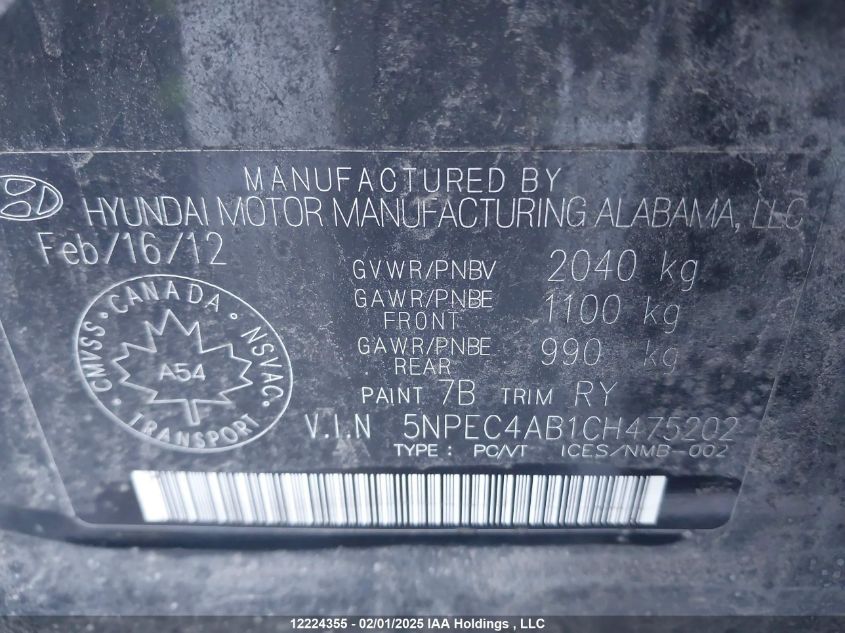 MANUFACTURED BY
HYUNDAI MOTOR MANUFACTURING ALABAMA, LLC
Feb/16/12
GVWR/PNBV 2040 kg
GAWR/PNBE FRONT 1100 kg
GAWR/PNBE REAR 990 kg
PAINT 7B TRIM RY
CANADA
CMVSS NSVAC
A54
TRANSPORT
V.I.N 5NPEC4AB1CH475202
TYPE : PC/VT ICES/NMB-002
12224355 - 02/01/2025 IAA Holdings , LLC